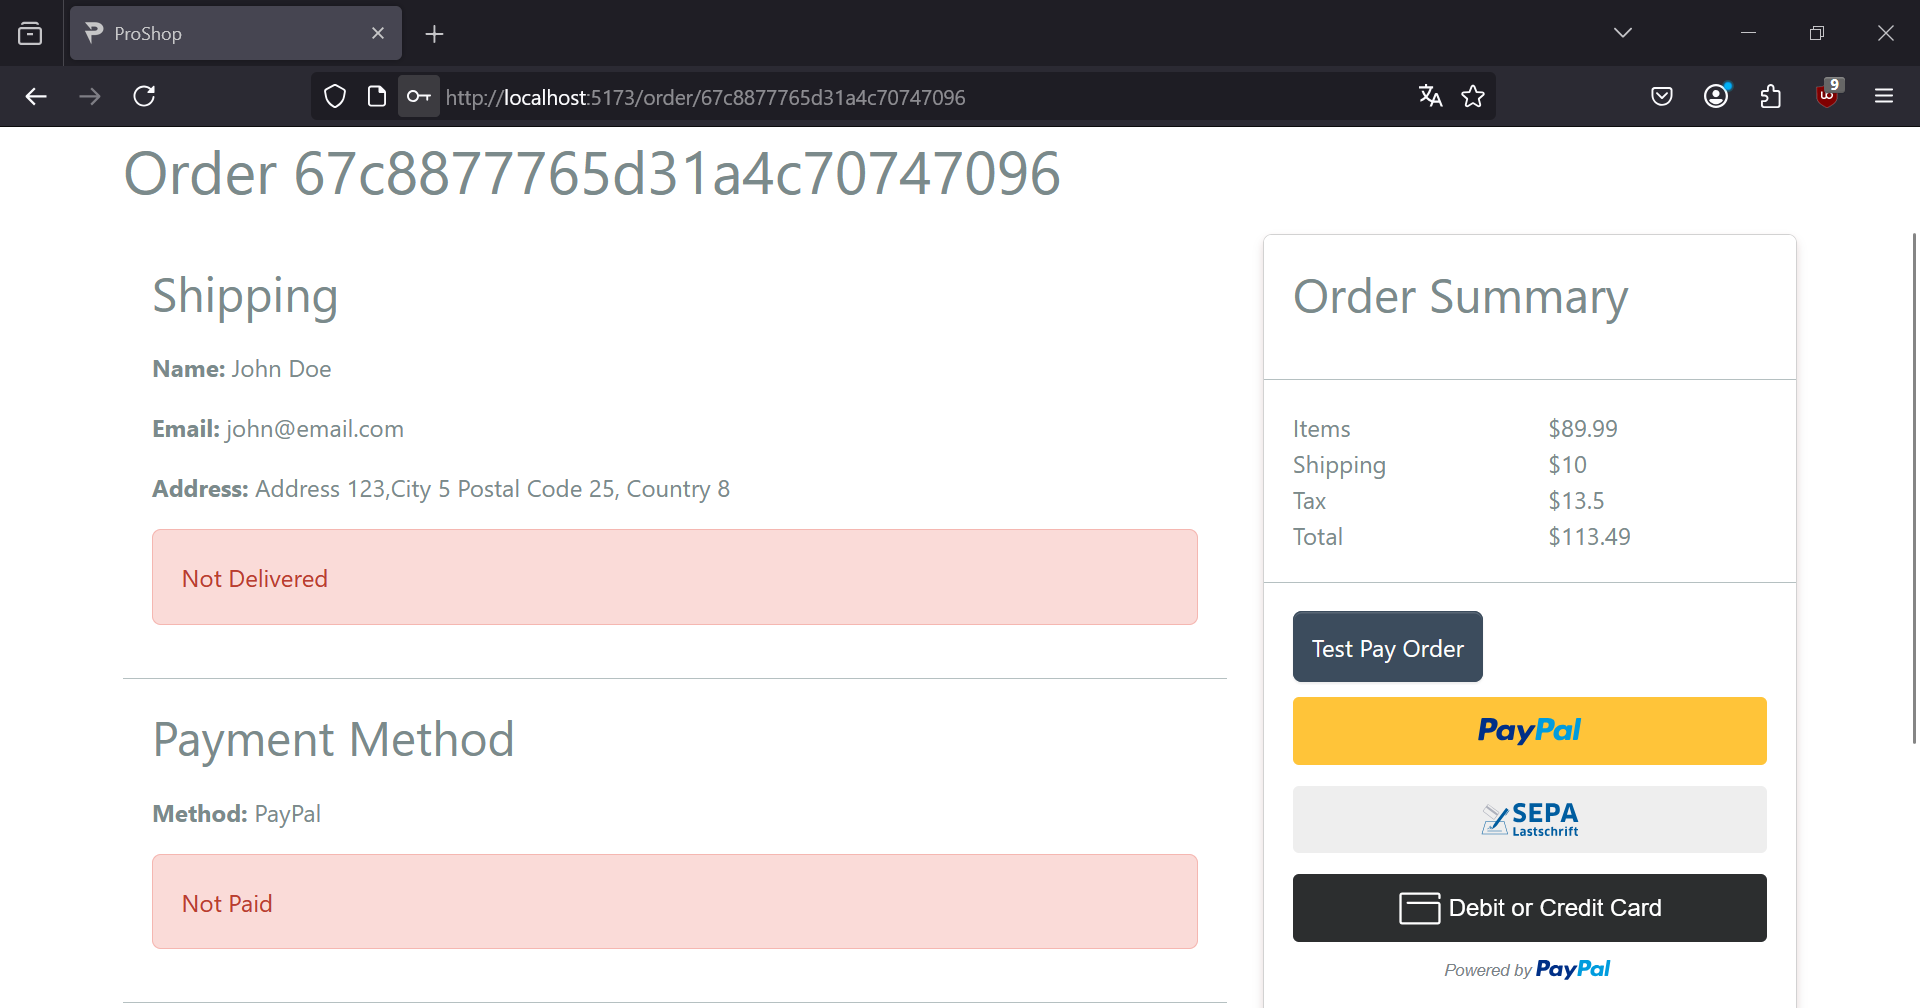 ProShop
http://localhost:5173/order/67c8877765d31a4c70747096
9
Order 67c8877765d31a4c70747096
Shipping
Name: John Doe
Email: john@email.com
Address: Address 123,City 5 Postal Code 25, Country 8
Not Delivered
Payment Method
Method: PayPal
Not Paid
Order Summary
Items $89.99
Shipping $10
Tax $13.5
Total $113.49
Test Pay Order
PayPal
SEPA
Lastschrift
Debit or Credit Card
Powered by PayPal